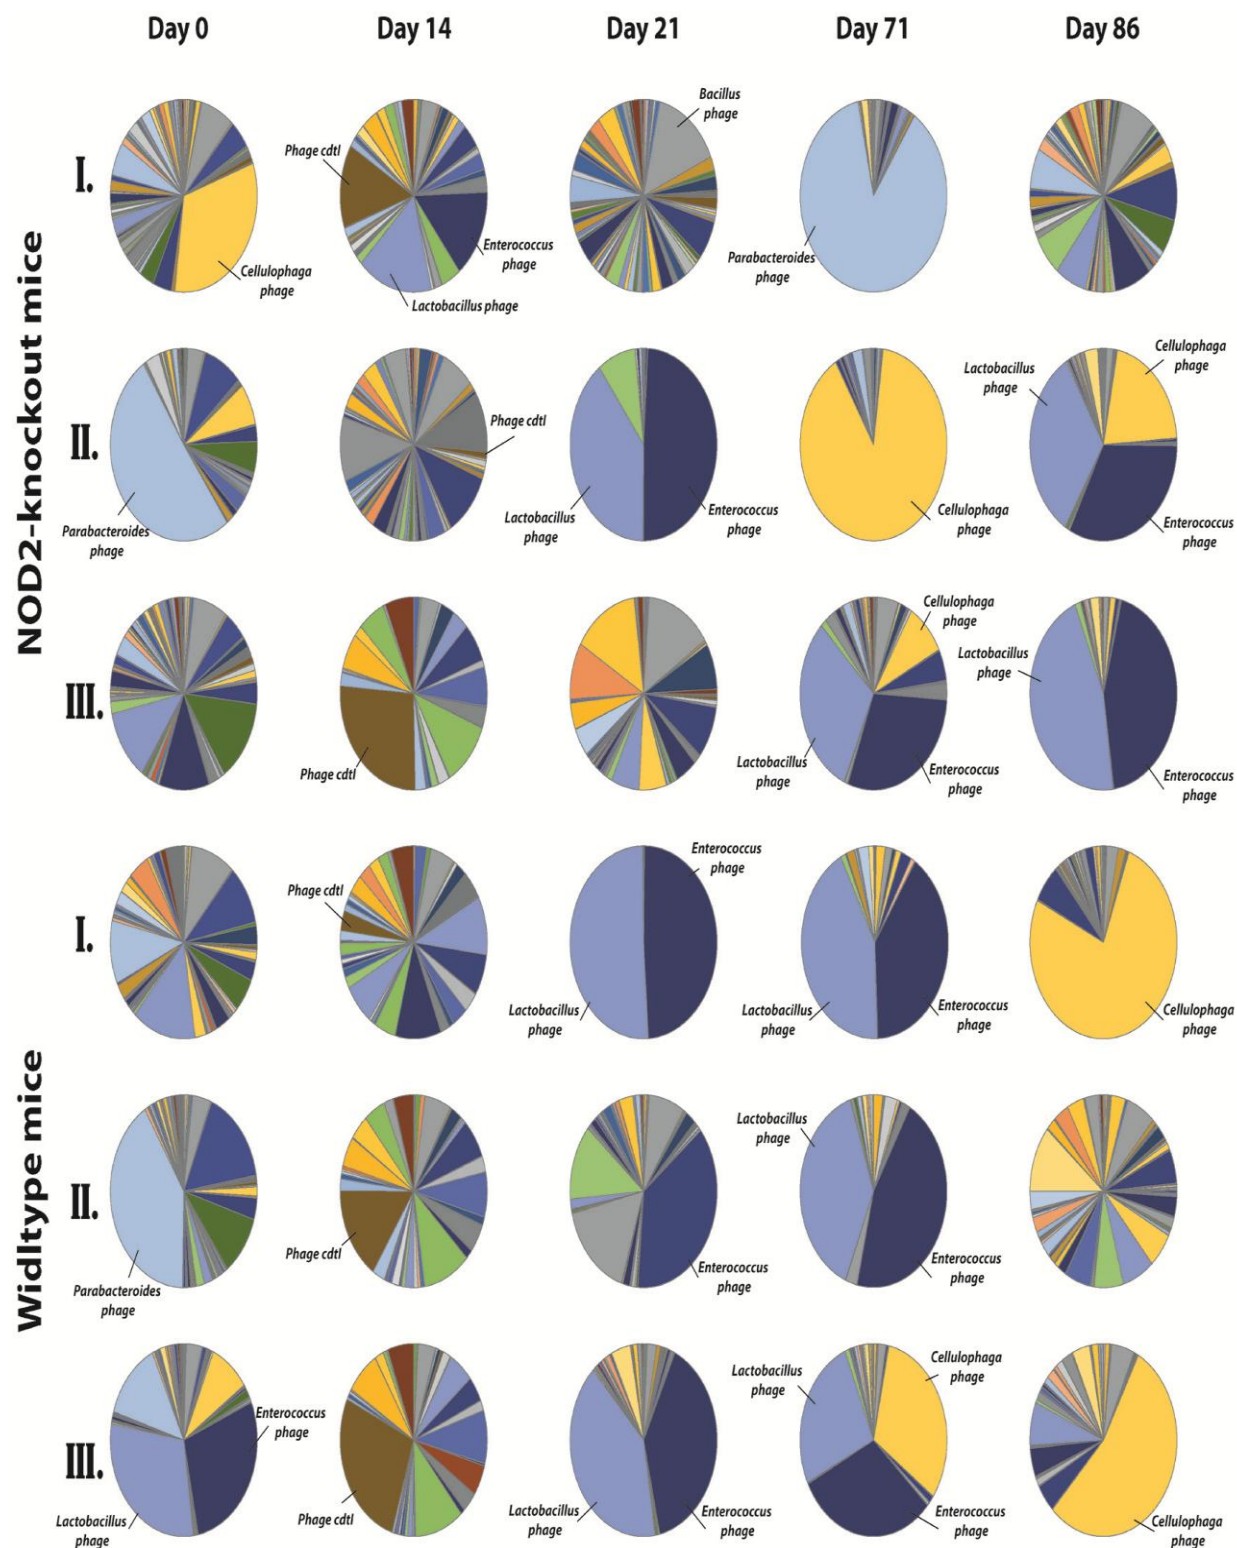 Day 0
Day 14
Day 21
Day 71
Day 86
NOD2-knockout mice
I.
Cellulophaga
phage
Phage cdtl
Enterococcus
phage
Lactobacillus phage
Bacillus
phage
Parabacteroides
phage
II.
Parabacteroides
phage
Phage cdtl
Lactobacillus
phage
Enterococcus
phage
Cellulophaga
phage
Lactobacillus
phage
Cellulophaga
phage
Enterococcus
phage
III.
Phage cdtl
Lactobacillus
phage
Cellulophaga
phage
Enterococcus
phage
Lactobacillus
phage
Enterococcus
phage
Widltype mice
I.
Phage cdtl
Lactobacillus
phage
Enterococcus
phage
Lactobacillus
phage
Enterococcus
phage
Cellulophaga
phage
II.
Parabacteroides
phage
Phage cdtl
Enterococcus
phage
Lactobacillus
phage
Enterococcus
phage
III.
Lactobacillus
phage
Enterococcus
phage
Phage cdtl
Lactobacillus
phage
Enterococcus
phage
Lactobacillus
phage
Cellulophaga
phage
Enterococcus
phage
Cellulophaga
phage